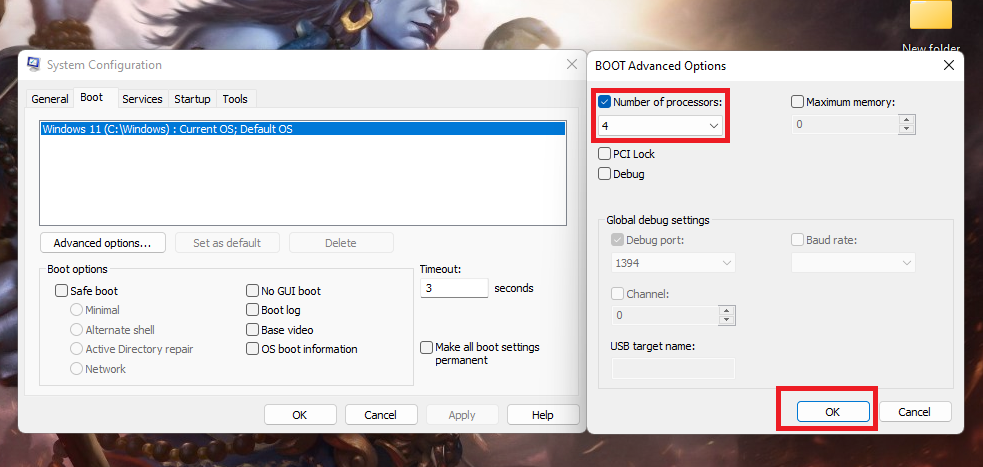 New folder
System Configuration
General
Boot
Services
Startup
Tools
Windows 11 (C:\Windows) : Current OS; Default OS
Advanced options...
Set as default
Delete
Boot options
Safe boot
Minimal
Alternate shell
Active Directory repair
Network
No GUI boot
Boot log
Base video
OS boot information
Timeout:
3 seconds
Make all boot settings
permanent
OK
Cancel
Apply
Help
BOOT Advanced Options
Number of processors:
4
Maximum memory:
0
PCI Lock
Debug
Global debug settings
Debug port:
1394
Baud rate:
Channel:
0
USB target name:
OK
Cancel